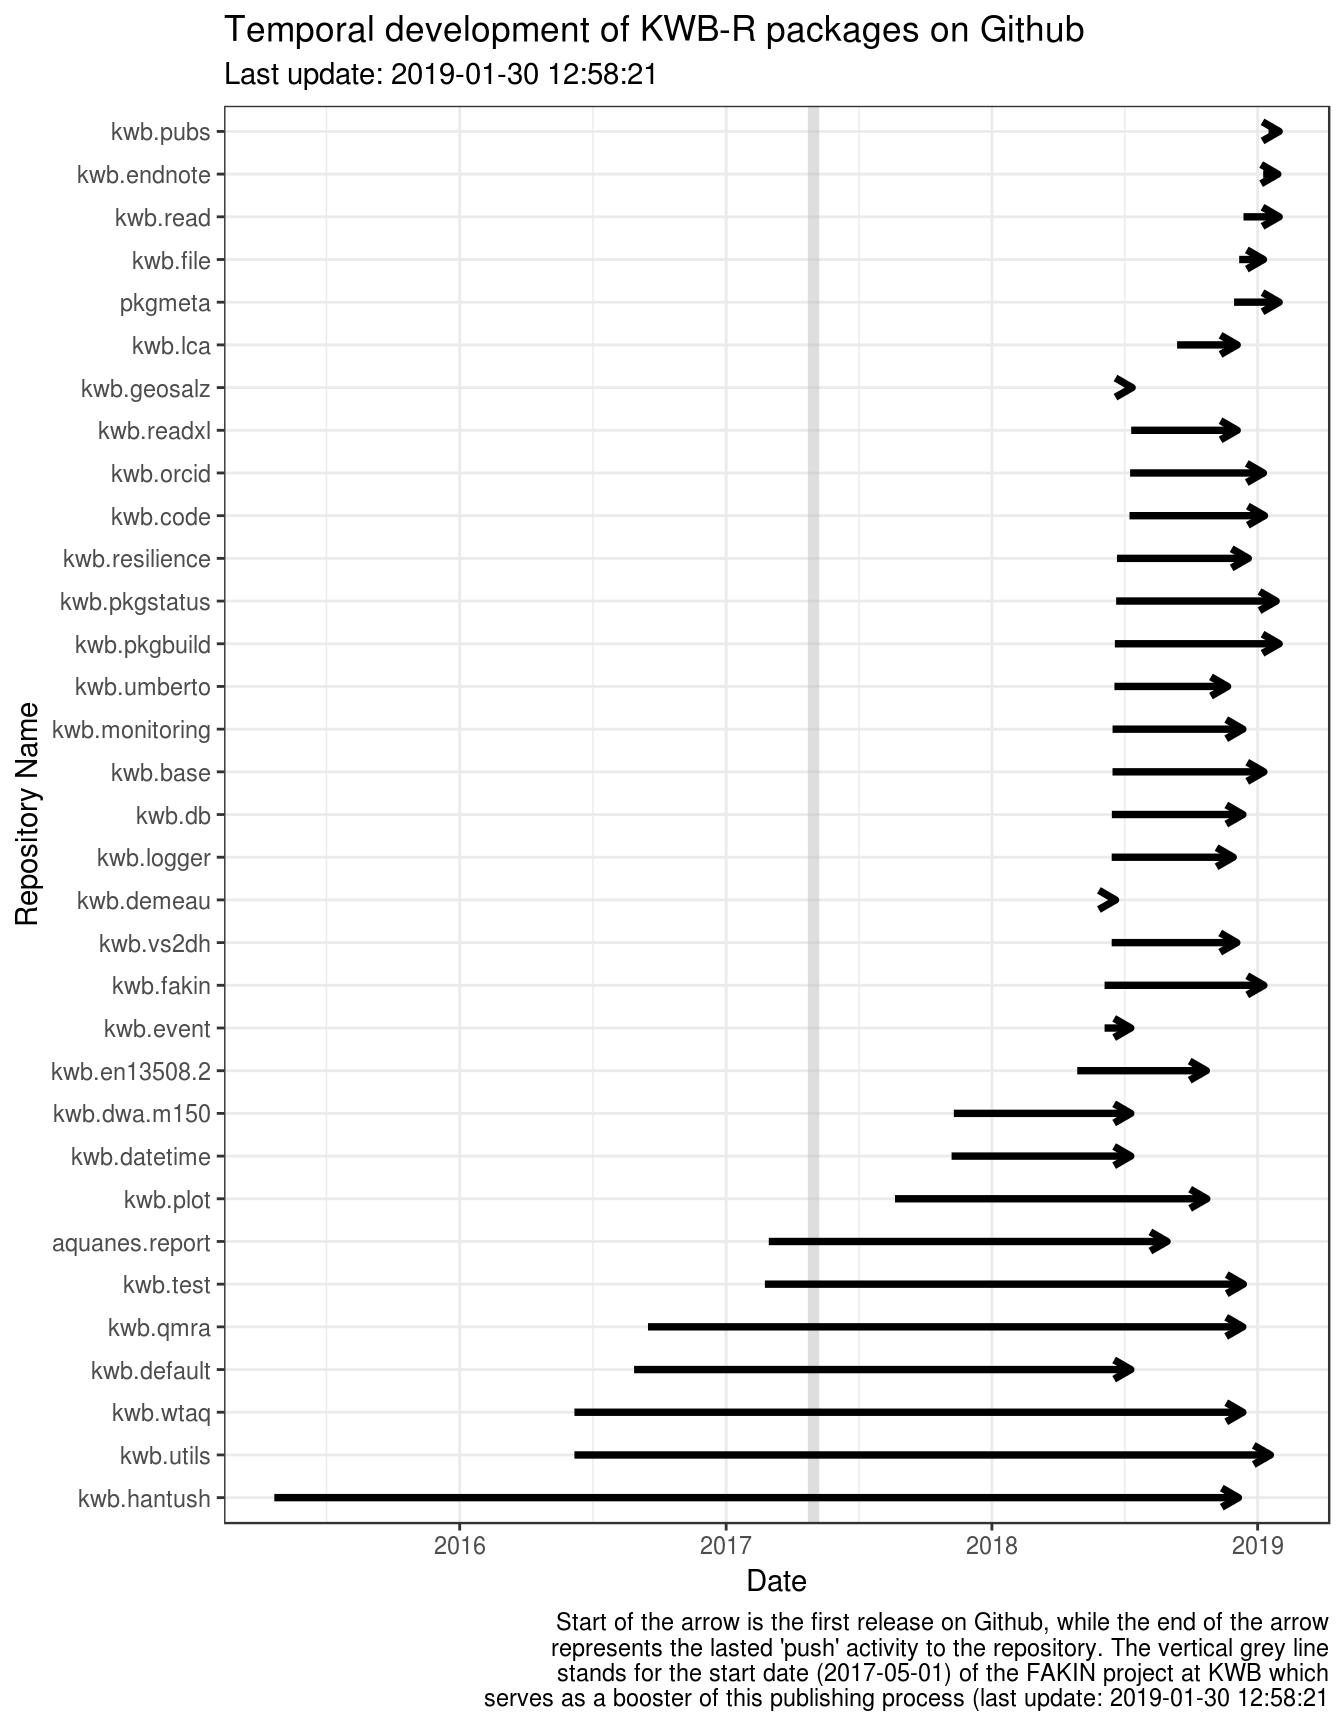 Temporal development of KWB-R packages on Github
Last update: 2019-01-30 12:58:21
kwb.pubs
kwb.endnote
kwb.read
kwb.file
pkgmeta
kwb.lca
kwb.geosalz
kwb.readxl
kwb.orcid
kwb.code
kwb.resilience
kwb.pkgstatus
kwb.pkgbuild
kwb.umberto
kwb.monitoring
kwb.base
kwb.db
kwb.logger
kwb.demeau
kwb.vs2dh
kwb.fakin
kwb.event
kwb.en13508.2
kwb.dwa.m150
kwb.datetime
kwb.plot
aquanes.report
kwb.test
kwb.qmra
kwb.default
kwb.wtaq
kwb.utils
kwb.hantush
Repository Name
2016 2017 2018 2019
Date
Start of the arrow is the first release on Github, while the end of the arrow
represents the lasted 'push' activity to the repository. The vertical grey line
stands for the start date (2017-05-01) of the FAKIN project at KWB which
serves as a booster of this publishing process (last update: 2019-01-30 12:58:21